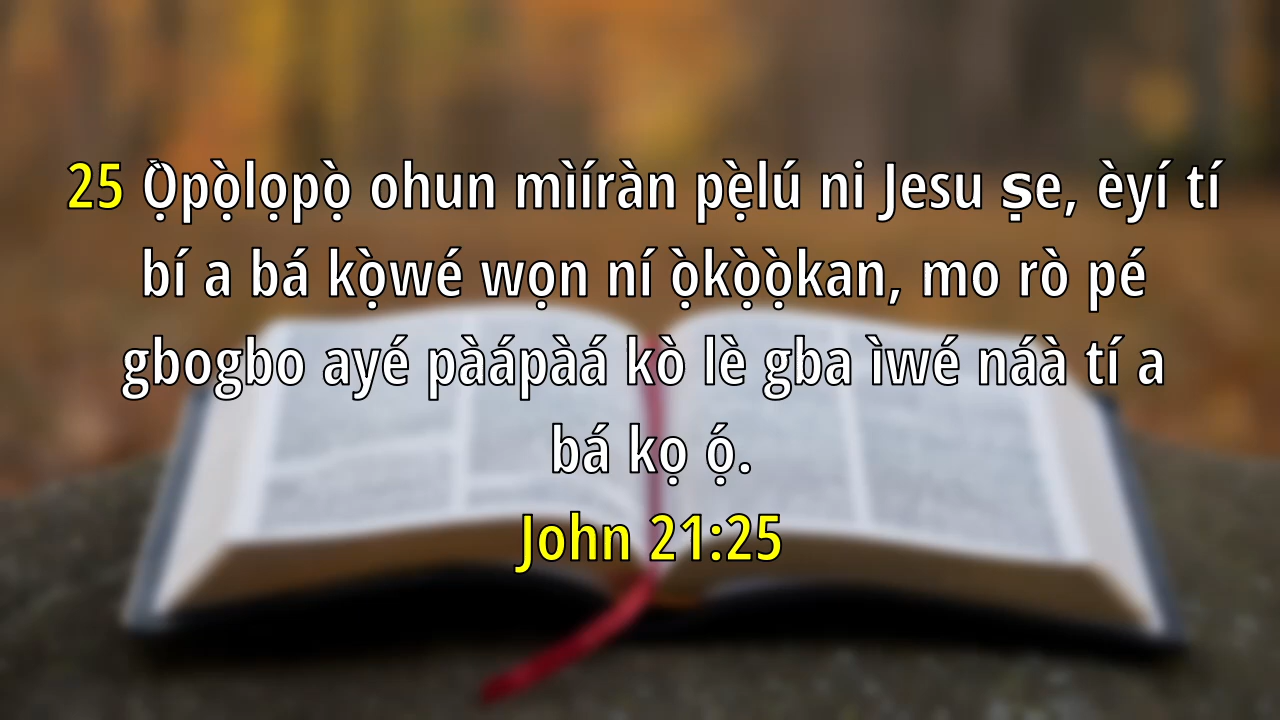 25 Ọ̀pọ̀lọpọ̀ ohun mìíràn pẹ̀lú ni Jesu ṣe, èyí tí
bí a bá kọ̀wé wọn ní ọ̀kọ̀ọ̀kan, mo rò pé
gbogbo ayé pàápàá kò lè gba ìwé náà tí a
bá kọ ọ́.
John 21:25